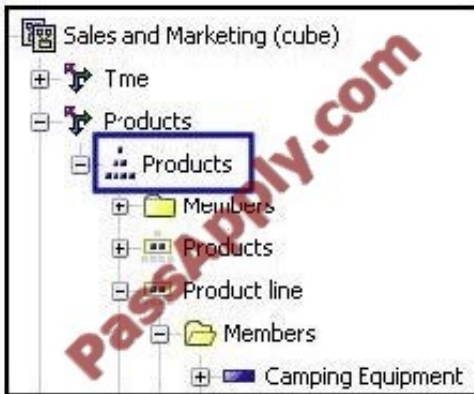 Sales and Marketing (cube)
Tme
Products
Products
Members
Products
Product line
Members
Camping Equipment
PassApply.com